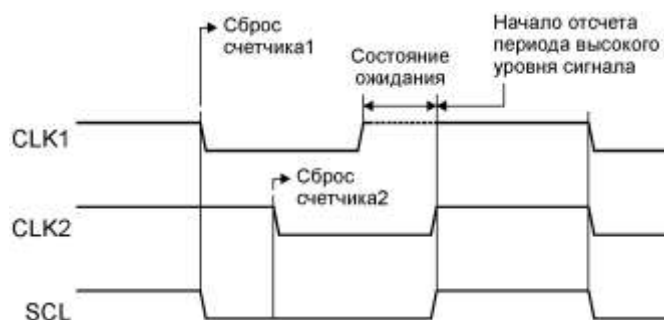 Сброс
счетчика1
Состояние
ожидания
Начало отсчета
периода высокого
уровня сигнала
CLK1
Сброс
счетчика2
CLK2
SCL